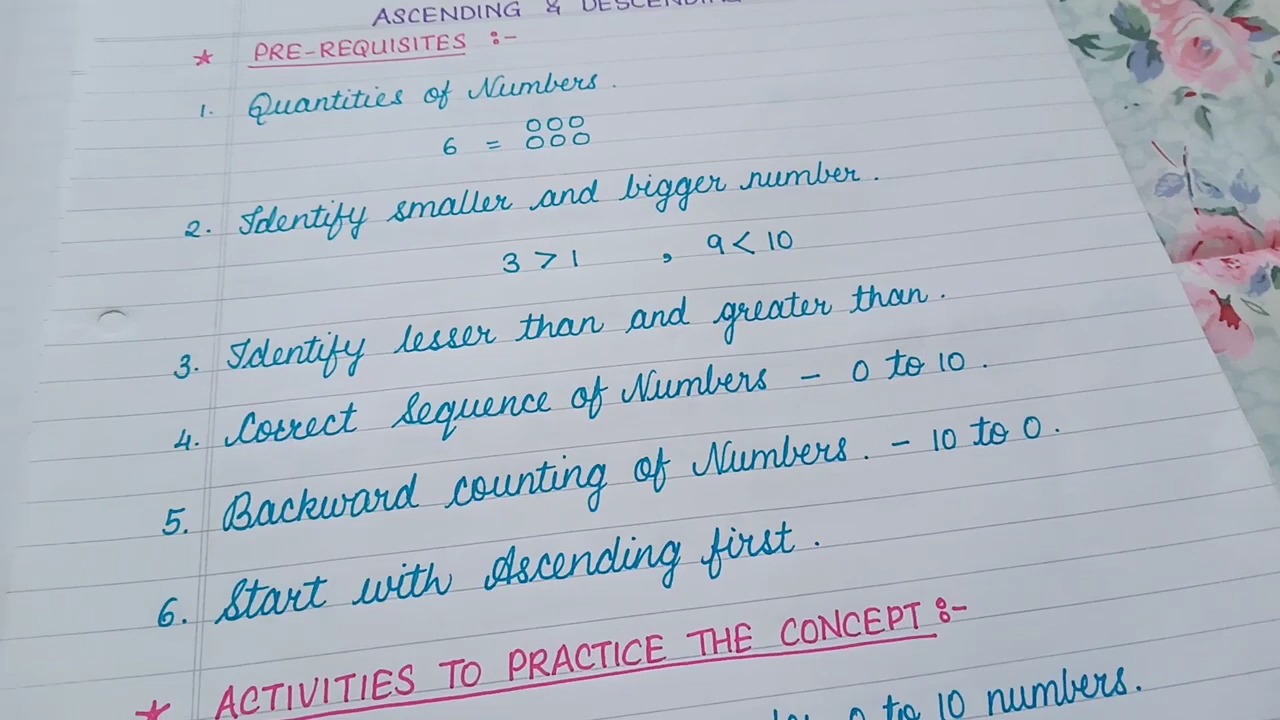 ASCENDING &
★ PRE-REQUISITES :-
1. Quantities of Numbers.
6 = 000
000
2. Identify smaller and bigger number.
3 > 1 , 9 < 10
3. Identify lesser than and greater than.
4. Correct Sequence of Numbers - 0 to 10.
5. Backward counting of Numbers. - 10 to 0.
6. Start with Ascending first.
★ ACTIVITIES TO PRACTICE THE CONCEPT :-
0 to 10 numbers.